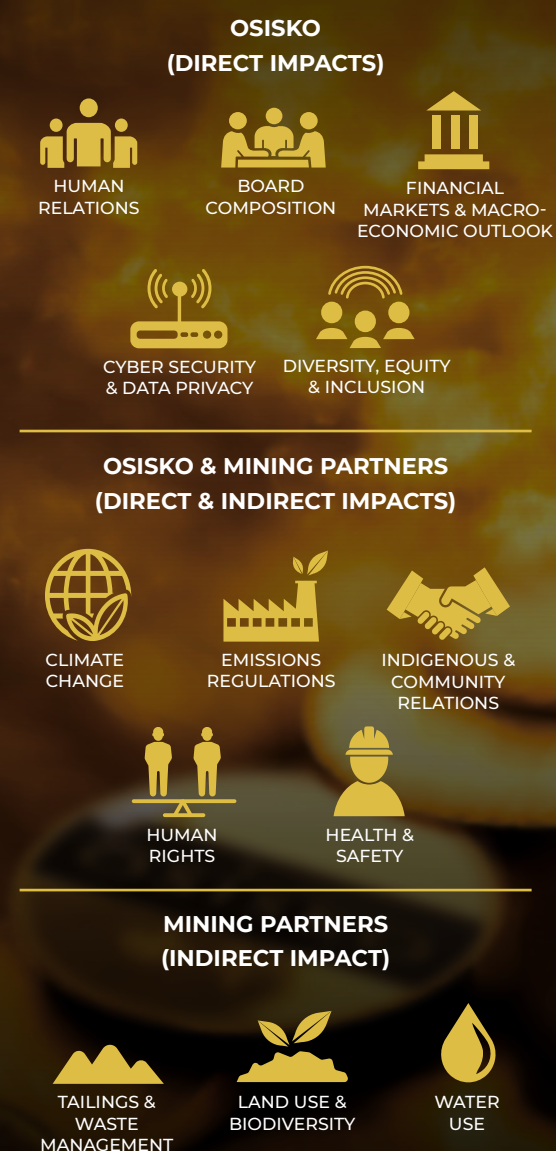 OSISKO
(DIRECT IMPACTS)
HUMAN
RELATIONS
BOARD
COMPOSITION
FINANCIAL
MARKETS & MACRO-
ECONOMIC OUTLOOK
CYBER SECURITY
& DATA PRIVACY
DIVERSITY, EQUITY
& INCLUSION
OSISKO & MINING PARTNERS
(DIRECT & INDIRECT IMPACTS)
CLIMATE
CHANGE
EMISSIONS
REGULATIONS
INDIGENOUS &
COMMUNITY
RELATIONS
HUMAN
RIGHTS
HEALTH &
SAFETY
MINING PARTNERS
(INDIRECT IMPACT)
TAILINGS &
WASTE
MANAGEMENT
LAND USE &
BIODIVERSITY
WATER
USE